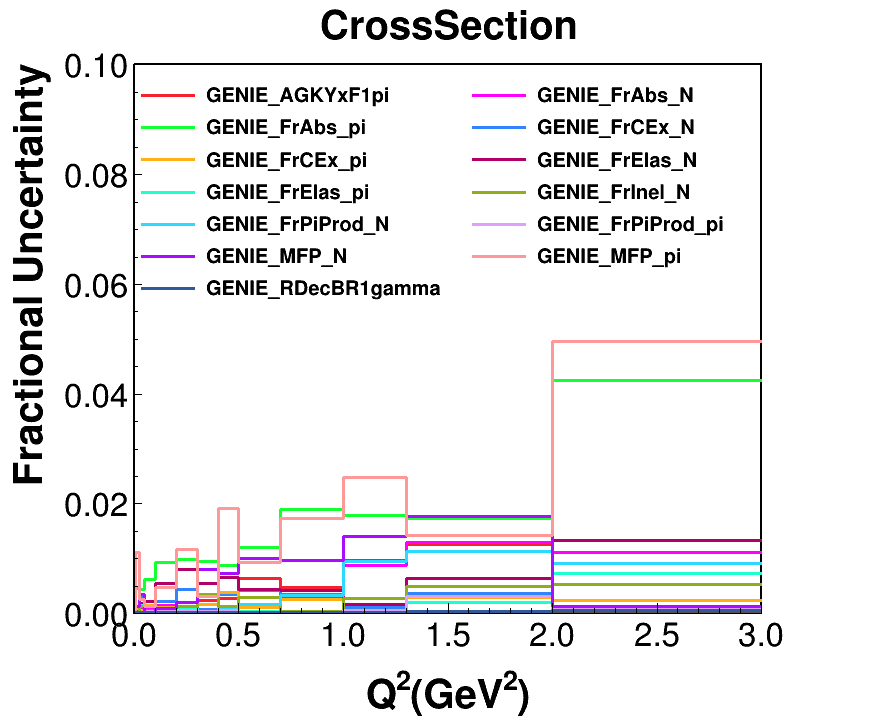 CrossSection
Fractional Uncertainty
0.10
0.08
0.06
0.04
0.02
0.00
GENIE_AGKYxF1pi
GENIE_FrAbs_pi
GENIE_FrCEx_pi
GENIE_FrElas_pi
GENIE_FrPiProd_N
GENIE_MFP_N
GENIE_RDecBR1gamma
GENIE_FrAbs_N
GENIE_FrCEx_N
GENIE_FrElas_N
GENIE_FrInel_N
GENIE_FrPiProd_pi
GENIE_MFP_pi
0.0 0.5 1.0 1.5 2.0 2.5 3.0
Q²(GeV²)